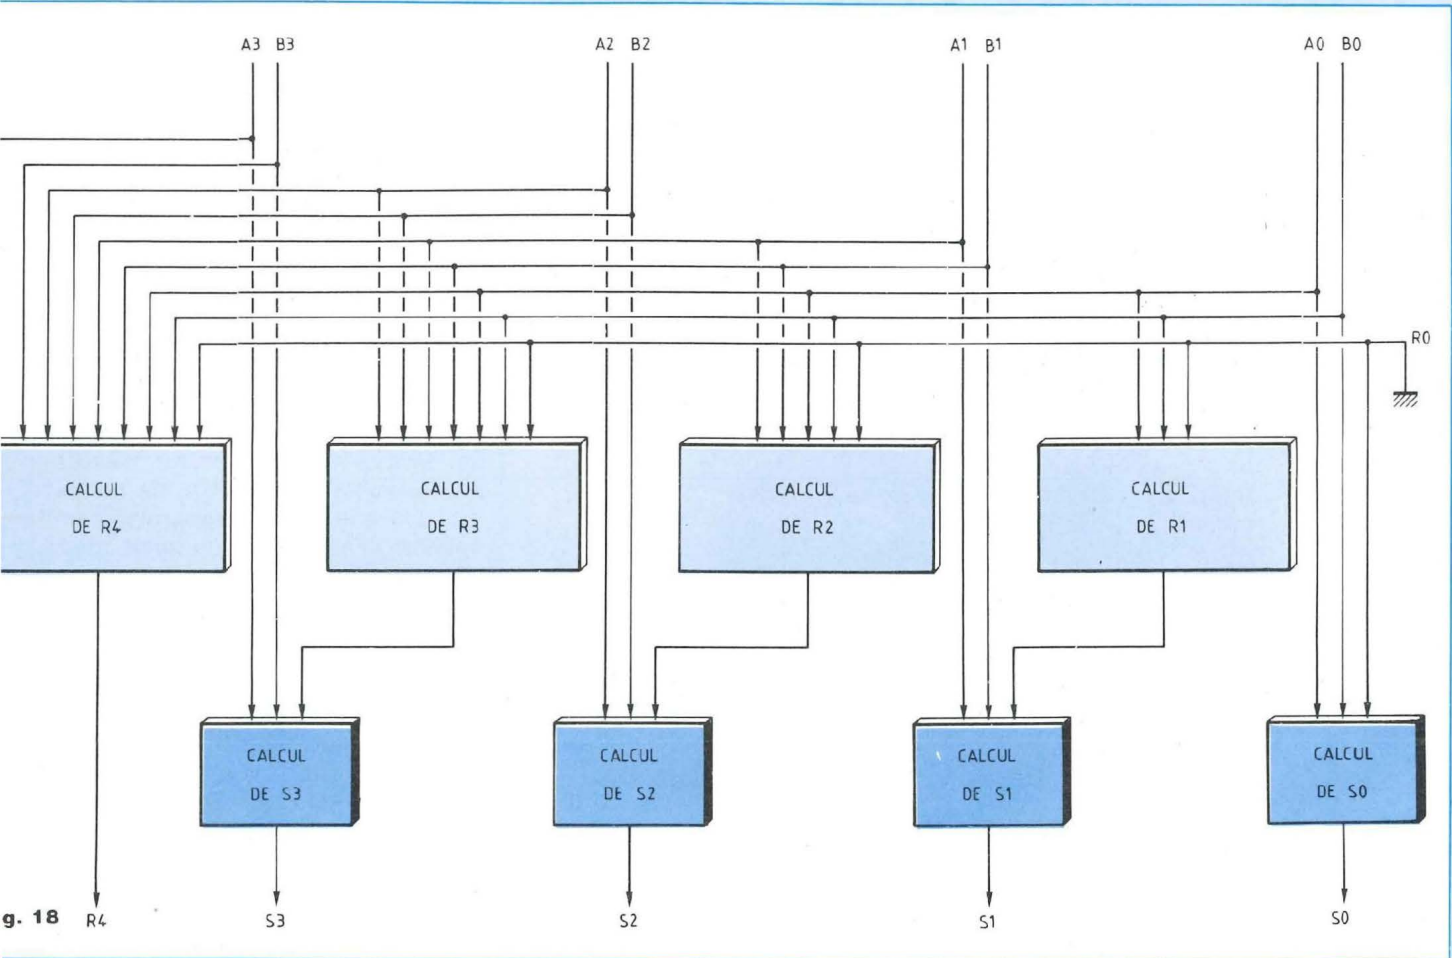 A3 B3 A2 B2 A1 B1 A0 B0
R0
CALCUL
DE R4
CALCUL
DE R3
CALCUL
DE R2
CALCUL
DE R1
CALCUL
DE S3
CALCUL
DE S2
CALCUL
DE S1
CALCUL
DE S0
g. 18 R4 S3 S2 S1 S0